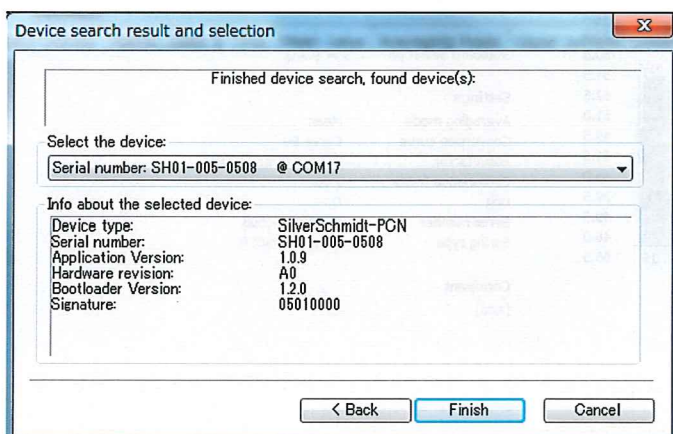 Device search result and selection
Finished device search, found device(s):
Select the device:
Serial number: SH01-005-0508 @ COM17
Info about the selected device:
Device type: SilverSchmidt-PCN
Serial number: SH01-005-0508
Application Version: 1.0.9
Hardware revision: A0
Bootloader Version: 1.2.0
Signature: 05010000
< Back
Finish
Cancel